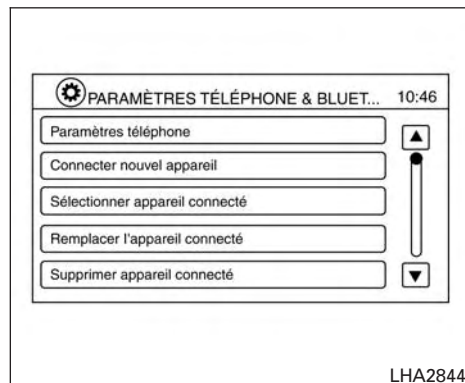 PARAMÈTRES TÉLÉPHONE & BLUET... 10:46
Paramètres téléphone
Connecter nouvel appareil
Sélectionner appareil connecté
Remplacer l'appareil connecté
Supprimer appareil connecté
LHA2844